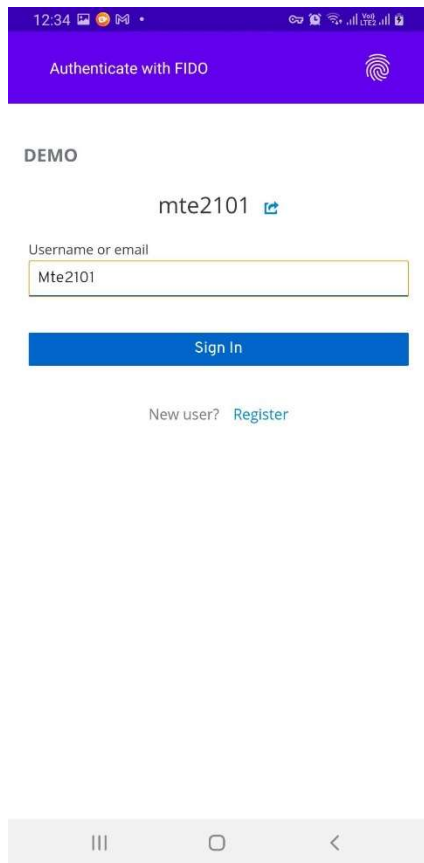 12:34
Authenticate with FIDO
DEMO
mte2101
Username or email
Mte2101
Sign In
New user? Register